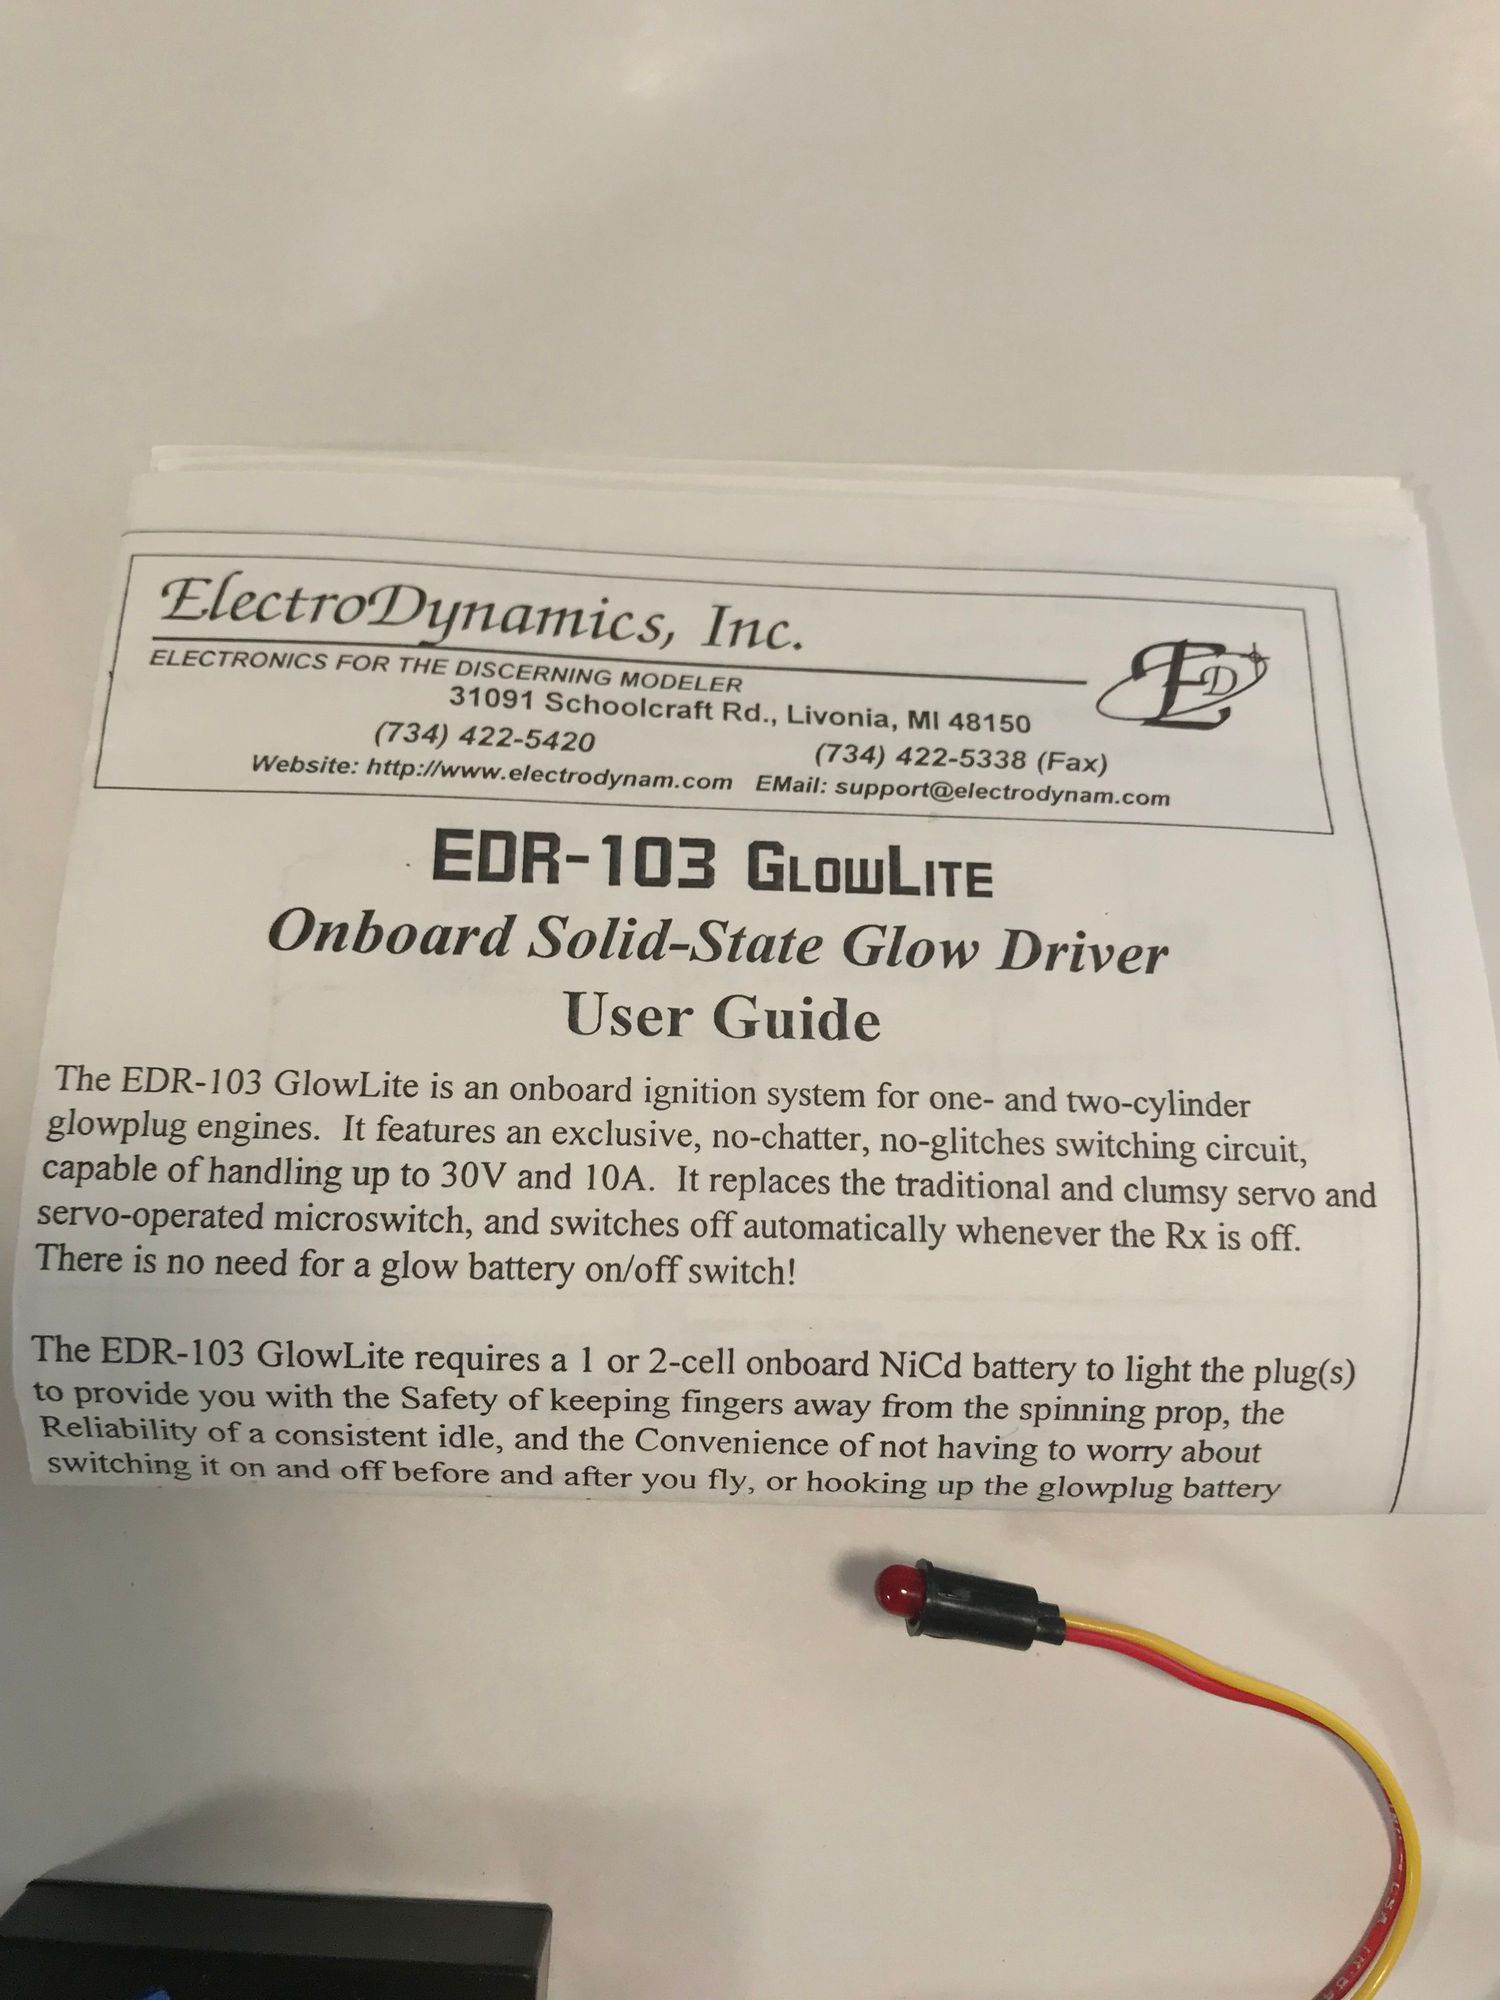 ElectroDynamics, Inc.
ELECTRONICS FOR THE DISCERNING MODELER
ED
31091 Schoolcraft Rd., Livonia, MI 48150
(734) 422-5420 (734) 422-5338 (Fax)
Website: http://www.electrodynam.com EMail: support@electrodynam.com
EDR-103 GLOWLITE
Onboard Solid-State Glow Driver
User Guide
The EDR-103 GlowLite is an onboard ignition system for one- and two-cylinder
glowplug engines. It features an exclusive, no-chatter, no-glitches switching circuit,
capable of handling up to 30V and 10A. It replaces the traditional and clumsy servo and
servo-operated microswitch, and switches off automatically whenever the Rx is off.
There is no need for a glow battery on/off switch!
The EDR-103 GlowLite requires a 1 or 2-cell onboard NiCd battery to light the plug(s)
to provide you with the Safety of keeping fingers away from the spinning prop, the
Reliability of a consistent idle, and the Convenience of not having to worry about
switching it on and off before and after you fly, or hooking up the glowplug battery